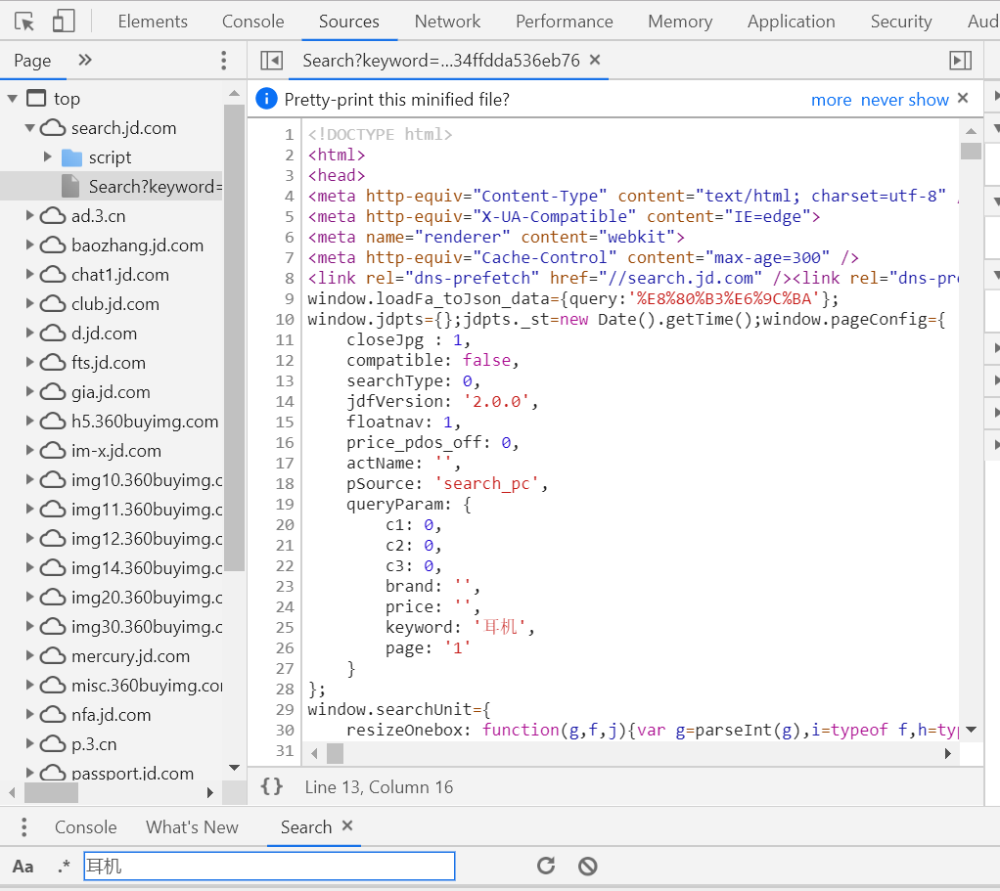 Elements Console Sources Network Performance Memory Application Security Aud
Page » Search?keyword=...34ffdda536eb76 ×
Pretty-print this minified file? more never show ×
top
search.jd.com
script
Search?keyword=
ad.3.cn
baozhang.jd.com
chat1.jd.com
club.jd.com
d.jd.com
fts.jd.com
gia.jd.com
h5.360buyimg.com
im-x.jd.com
img10.360buyimg.c
img11.360buyimg.c
img12.360buyimg.c
img14.360buyimg.c
img20.360buyimg.c
img30.360buyimg.c
mercury.jd.com
misc.360buyimg.co
nfa.jd.com
p.3.cn
passport.jd.com
1 <!DOCTYPE html>
2 <html>
3 <head>
4 <meta http-equiv="Content-Type" content="text/html; charset=utf-8" /
5 <meta http-equiv="X-UA-Compatible" content="IE=edge">
6 <meta name="renderer" content="webkit">
7 <meta http-equiv="Cache-Control" content="max-age=300" />
8 <link rel="dns-prefetch" href="//search.jd.com" /><link rel="dns-pre
9 window.loadFa_toJson_data={query:'%E8%80%B3%E6%9C%BA'};
10 window.jdpts={};jdpts._st=new Date().getTime();window.pageConfig={
11 closeJpg : 1,
12 compatible: false,
13 searchType: 0,
14 jdfVersion: '2.0.0',
15 floatnav: 1,
16 price_pdos_off: 0,
17 actName: '',
18 pSource: 'search_pc',
19 queryParam: {
20 c1: 0,
21 c2: 0,
22 c3: 0,
23 brand: '',
24 price: '',
25 keyword: '耳机',
26 page: '1'
27 }
28 };
29 window.searchUnit={
30 resizeOnebox: function(g,f,j){var g=parseInt(g),i=typeof f,h=typ
31
{} Line 13, Column 16
Console What's New Search ×
Aa .* 耳机